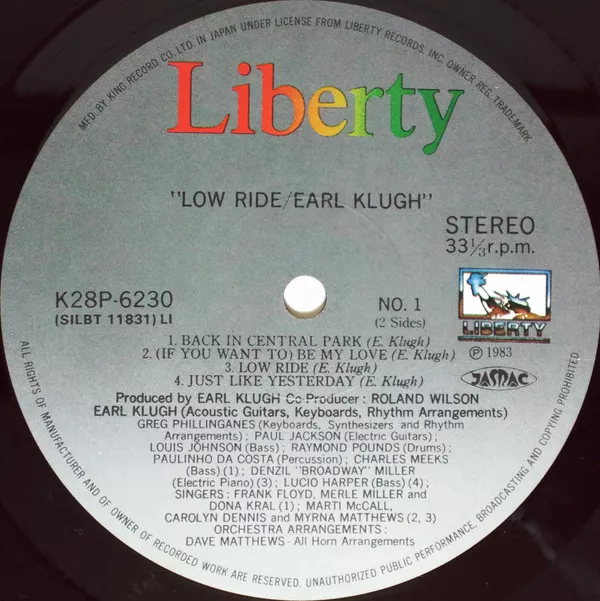 MFD. BY KING RECORD CO. LTD. IN JAPAN UNDER LICENSE FROM LIBERTY RECORDS, INC. OWNER REG. TRADEMARK.
Liberty
"LOW RIDE/EARL KLUGH"
STEREO
33⅓r.p.m.
K28P-6230
(SILBT 11831) LI
NO. 1
(2 Sides)
LIBERTY
Ⓟ 1983
JASRAC
1. BACK IN CENTRAL PARK (E. Klugh)
2. (IF YOU WANT TO) BE MY LOVE (E. Klugh)
3. LOW RIDE (E. Klugh)
4. JUST LIKE YESTERDAY (E. Klugh)
Produced by EARL KLUGH Co Producer : ROLAND WILSON
EARL KLUGH (Acoustic Guitars, Keyboards, Rhythm Arrangements)
GREG PHILLINGANES (Keyboards, Synthesizers and Rhythm
Arrangements) ; PAUL JACKSON (Electric Guitars) ;
LOUIS JOHNSON (Bass) ; RAYMOND POUNDS (Drums) ;
PAULINHO DA COSTA (Percussion) ; CHARLES MEEKS
(Bass) (1) ; DENZIL "BROADWAY" MILLER
(Electric Piano) (3) ; LUCIO HARPER (Bass) (4) ;
SINGERS : FRANK FLOYD, MERLE MILLER and
DONA KRAL (1) ; MARTI McCALL,
CAROLYN DENNIS and MYRNA MATTHEWS (2, 3)
ORCHESTRA ARRANGEMENTS :
DAVE MATTHEWS - All Horn Arrangements
ALL RIGHTS OF MANUFACTURER AND OF OWNER OF RECORDED WORK ARE RESERVED. UNAUTHORIZED PUBLIC PERFORMANCE, BROADCASTING AND COPYING PROHIBITED